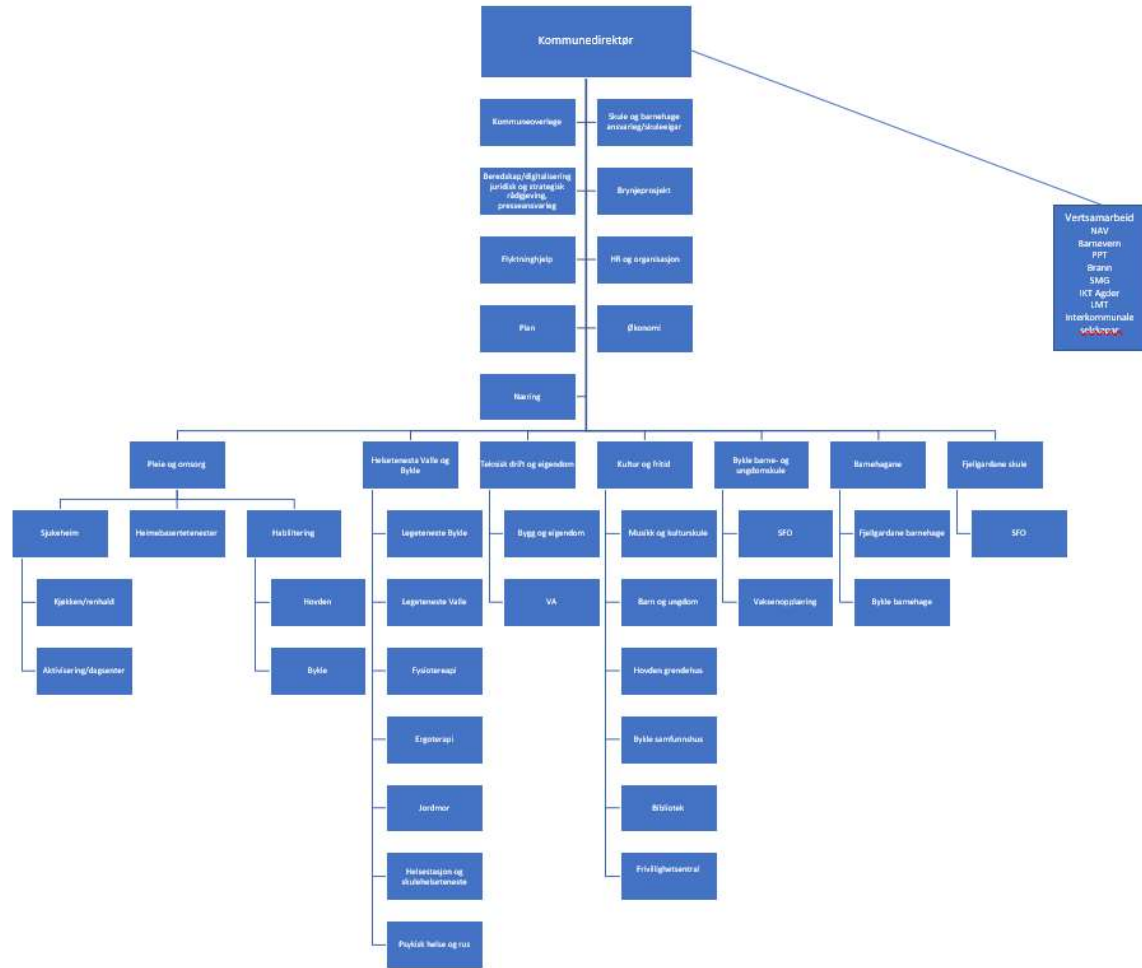 Kommunedirektør
Kommuneoverlege
Skule og barnehage
ansvarleg/skuleeigar
Beredskap/digitalisering
juridisk og strategisk
rådgjeving,
presseansvarleg
Brynjeprosjekt
Flyktninghjelp
HR og organisasjon
Plan
Økonomi
Næring
Vertsamarbeid
NAV
Barnevern
PPT
Brann
SMG
IKT Agder
LMT
Interkommunale
selskapar
Pleie og omsorg
Helseteneste Valle og
Bykle
Teknisk drift og eigendom
Kultur og fritid
Bykle barne- og
ungdomskule
Barnehagane
Fjellgardane skule
Sjukeheim
Heimebasertetenester
Habilitering
Kjøkken/renhald
Aktivisering/dagsenter
Hovden
Bykle
Legeteneste Bykle
Legeteneste Valle
Fysioterapi
Ergoterapi
Jordmor
Helsestasjon og
skulehelseteneste
Psykisk helse og rus
Bygg og eigendom
VA
Musikk og kulturskule
Barn og ungdom
Hovden grendehus
Bykle samfunnshus
Bibliotek
Frivillighetsentral
SFO
Vaksenopplæring
Fjellgardane barnehage
Bykle barnehage
SFO